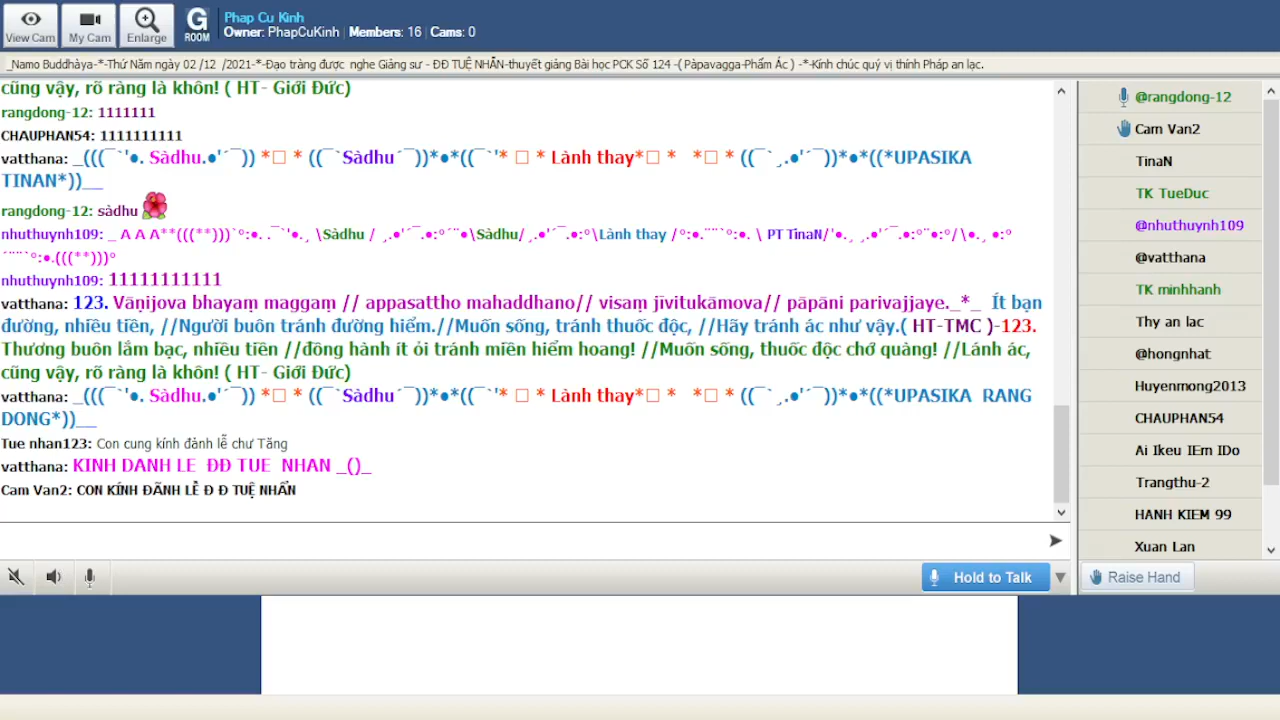 View Cam
My Cam
Enlarge
G
ROOM
Phap Cu Kinh
Owner: PhapCuKinh | Members: 16 | Cams: 0
_Namo Buddhàya-*-Thứ Năm ngày 02 /12 /2021-*-Đạo tràng được nghe Giảng sư - ĐĐ TUỆ NHẪN-thuyết giảng Bài học PCK Số 124 -( Pàpavagga-Phẩm Ác ) -*-Kính chúc quý vị thính Pháp an lạc.
cũng vậy, rõ ràng là khôn! ( HT- Giới Đức)
rangdong-12: 1111111
CHAUPHAN54: 1111111111
vatthana: _(((¯`'●. Sàdhu.●'´¯)) *□ * ((¯`Sàdhu´¯))*●*((¯`'* □ * Lành thay*□ * *□ * ((¯`¸.●'´¯))*●*((*UPASIKA
TINAN*))__
rangdong-12: sàdhu
nhuthuynh109: _ Λ Λ Λ**(((**)))`°:•. .¯`'•.¸ \Sàdhu / ¸.•'´¯.•:°´¨•\Sàdhu/¸.•'´¯.•:°\Lành thay /°:•.¨¨`°:•. \ PT TinaN/'•.¸ ¸.•'´¯.•:°¨•:°/\•.¸ •:°
´¨¨`°:•.(((**)))°
nhuthuynh109: 11111111111
vatthana: 123. Vāṇijova bhayaṃ maggaṃ // appasattho mahaddhano// visaṃ jīvitukāmova// pāpāni parivajjaye._*_ Ít bạn
đường, nhiều tiền, //Người buôn tránh đường hiểm.//Muốn sống, tránh thuốc độc, //Hãy tránh ác như vậy.( HT-TMC )-123.
Thương buôn lắm bạc, nhiều tiền //đồng hành ít ỏi tránh miền hiểm hoang! //Muốn sống, thuốc độc chớ quàng! //Lánh ác,
cũng vậy, rõ ràng là khôn! ( HT- Giới Đức)
vatthana: _(((¯`'●. Sàdhu.●'´¯)) *□ * ((¯`Sàdhu´¯))*●*((¯`'* □ * Lành thay*□ * *□ * ((¯`¸.●'´¯))*●*((*UPASIKA RANG
DONG*))__
Tue nhan123: Con cung kính đảnh lễ chư Tăng
vatthana: KINH DANH LE ĐĐ TUE NHAN _()_
Cam Van2: CON KÍNH ĐÃNH LỄ Đ Đ TUỆ NHẪN
Hold to Talk
@rangdong-12
Cam Van2
TinaN
TK TueDuc
@nhuthuynh109
@vatthana
TK minhhanh
Thy an lac
@hongnhat
Huyenmong2013
CHAUPHAN54
Ai Ikeu IEm IDo
Trangthu-2
HANH KIEM 99
Xuan Lan
Raise Hand